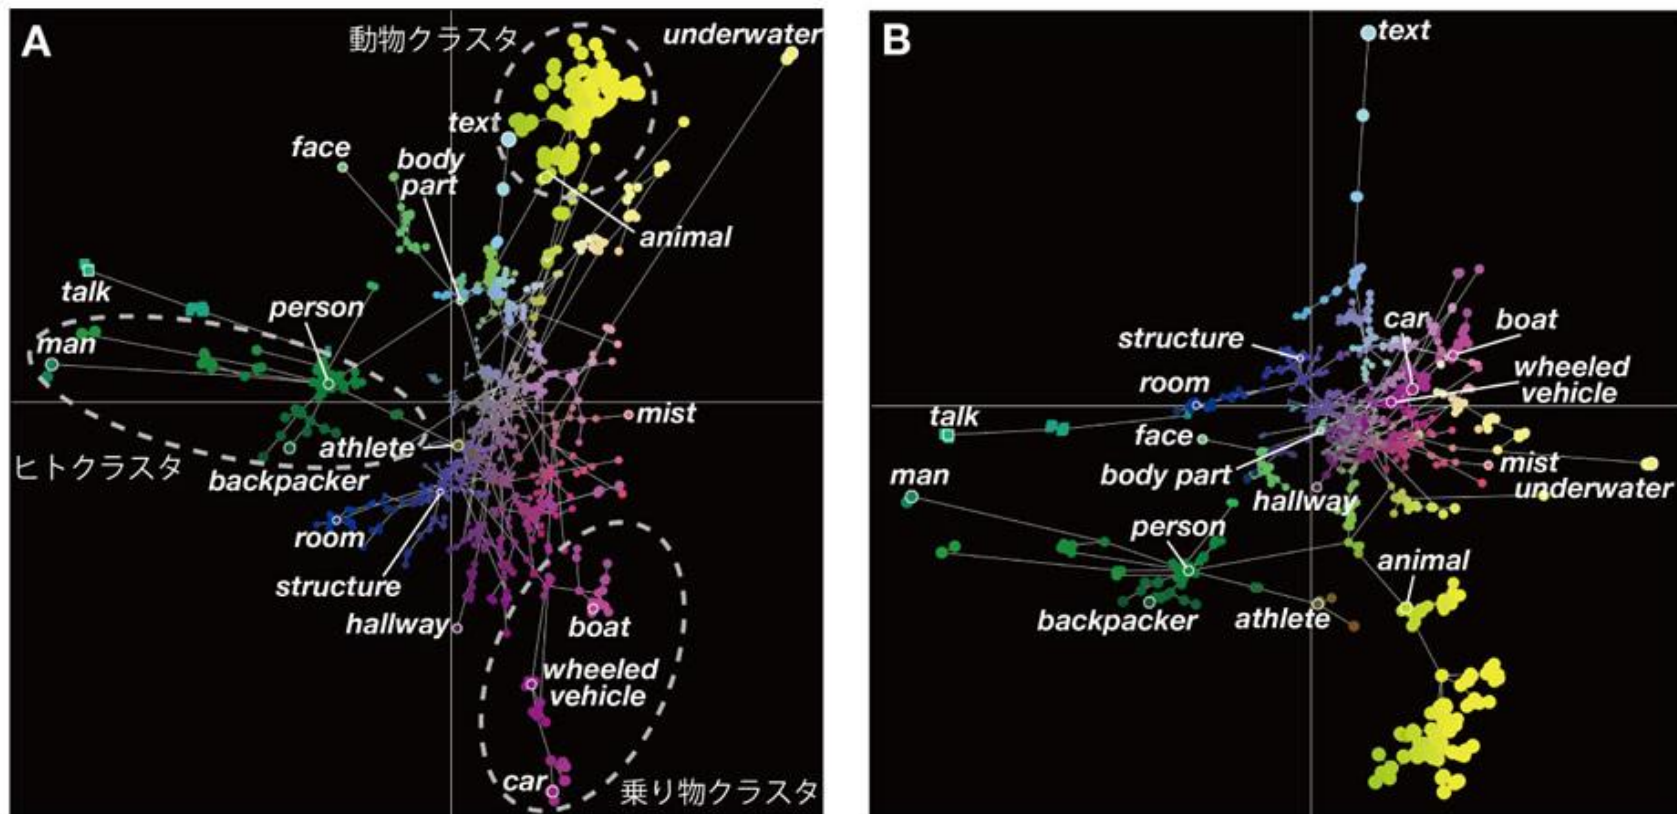 A
動物クラスタ
underwater
text
face
body
part
animal
talk
person
man
mist
athlete
ヒトクラスタ
backpacker
room
structure
hallway
boat
wheeled
vehicle
car
乗り物クラスタ
B
text
car
boat
structure
wheeled
vehicle
room
talk
face
body part
mist
man
hallway
underwater
person
animal
backpacker
athlete